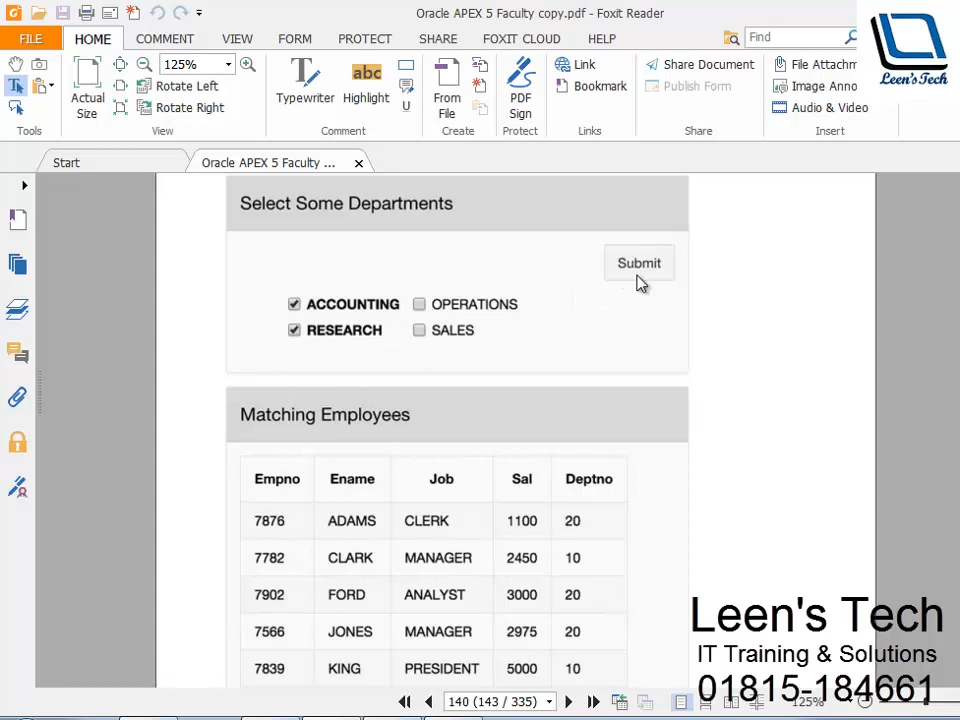 Oracle APEX 5 Faculty copy.pdf - Foxit Reader
FILE HOME COMMENT VIEW FORM PROTECT SHARE FOXIT CLOUD HELP Find
Leen'sTech
Actual Size
125%
Rotate Left
Rotate Right
Typewriter
abc
Highlight
U
From File
PDF Sign
Link
Bookmark
Share Document
Publish Form
File Attachm
Image Anno
Audio & Video
Tools View Comment Create Protect Links Share Insert
Start Oracle APEX 5 Faculty ...
Select Some Departments
Submit
ACCOUNTING OPERATIONS
RESEARCH SALES
Matching Employees
Empno Ename Job Sal Deptno
7876 ADAMS CLERK 1100 20
7782 CLARK MANAGER 2450 10
7902 FORD ANALYST 3000 20
7566 JONES MANAGER 2975 20
7839 KING PRESIDENT 5000 10
Leen's Tech
IT Training & Solutions
01815-184661
140 (143 / 335)
125%